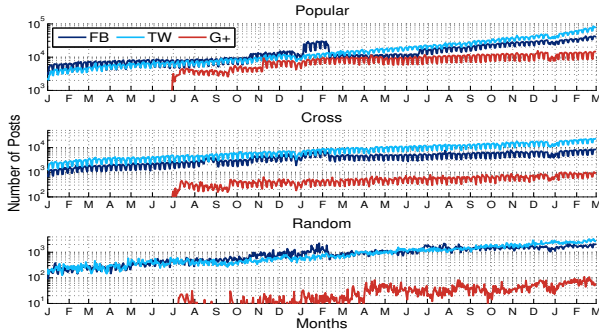 Popular
10^5
FB TW G+
10^4
10^3
J F M A M J J A S O N D J F M A M J J A S O N D J F M
Number of Posts
Cross
10^4
10^3
10^2
J F M A M J J A S O N D J F M A M J J A S O N D J F M
Random
10^3
10^2
10^1
J F M A M J J A S O N D J F M A M J J A S O N D J F M
Months